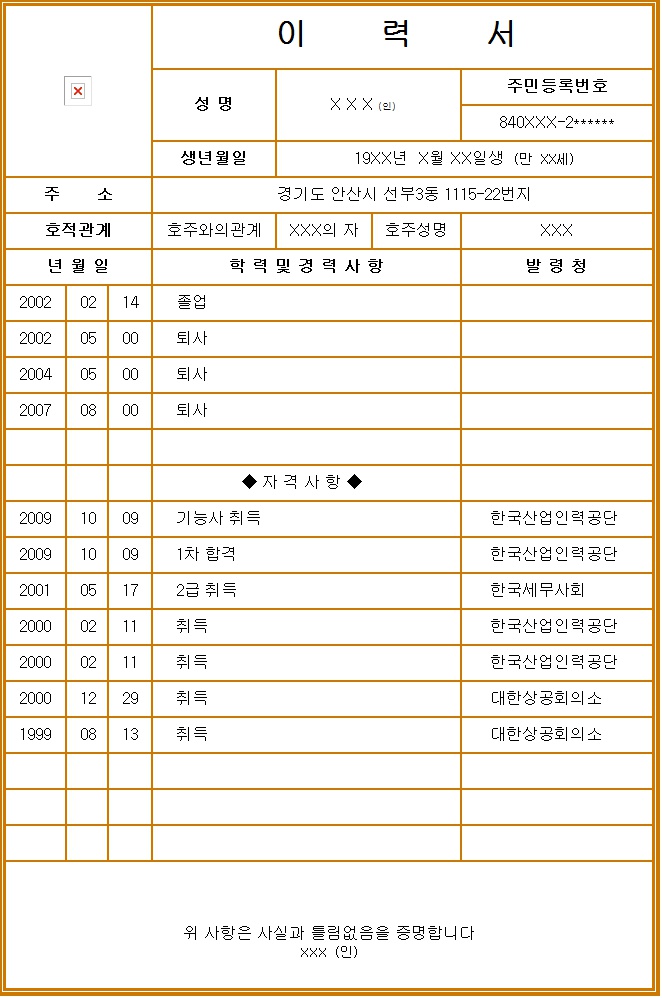 이 력 서
성 명 X X X (인) 주민등록번호
840XXX-2******
생년월일 19XX년 X월 XX일생 (만 XX세)
주 소 경기도 안산시 선부3동 1115-22번지
호적관계 호주와의관계 XXX의 자 호주성명 XXX
년 월 일 학 력 및 경 력 사 항 발 령 청
2002 02 14 졸업
2002 05 00 퇴사
2004 05 00 퇴사
2007 08 00 퇴사
◆ 자 격 사 항 ◆
2009 10 09 기능사 취득 한국산업인력공단
2009 10 09 1차 합격 한국산업인력공단
2001 05 17 2급 취득 한국세무사회
2000 02 11 취득 한국산업인력공단
2000 02 11 취득 한국산업인력공단
2000 12 29 취득 대한상공회의소
1999 08 13 취득 대한상공회의소
위 사항은 사실과 틀림없음을 증명합니다
XXX (인)